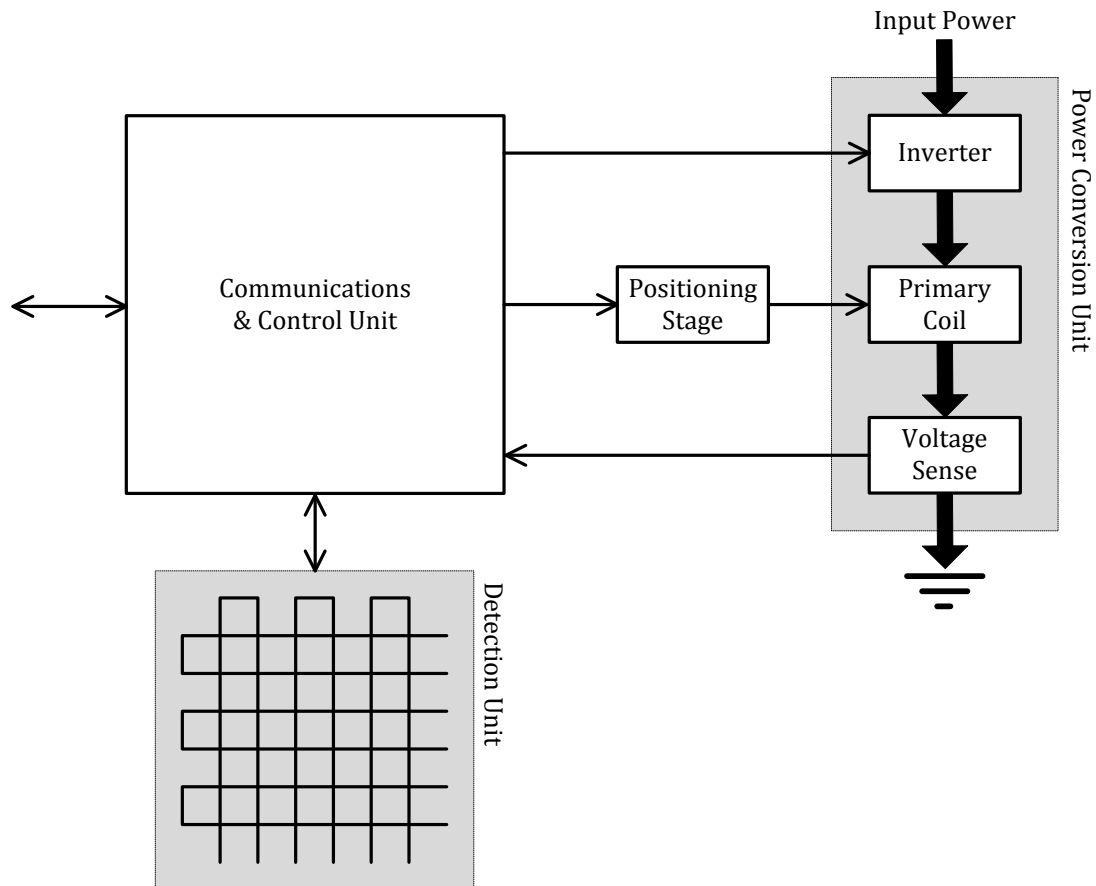 Input Power
Power Conversion Unit
Inverter
Communications
& Control Unit
Positioning
Stage
Primary
Coil
Voltage
Sense
Detection Unit